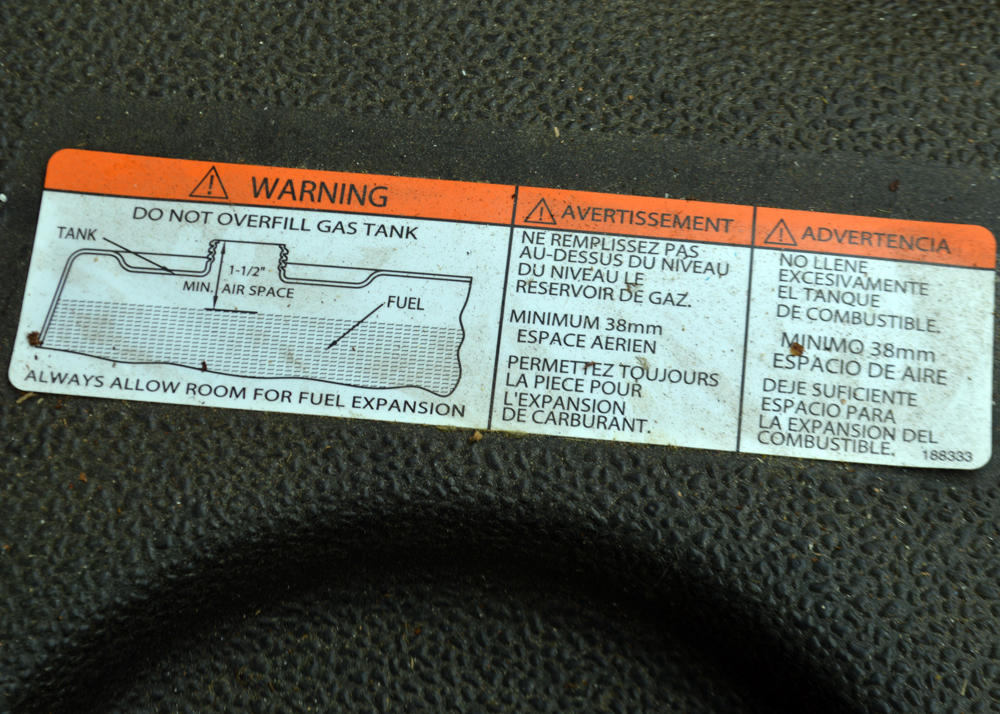 WARNING
DO NOT OVERFILL GAS TANK
TANK
1-1/2"
MIN. AIR SPACE
FUEL
ALWAYS ALLOW ROOM FOR FUEL EXPANSION
AVERTISSEMENT
NE REMPLISSEZ PAS
AU-DESSUS DU NIVEAU
DU NIVEAU LE
RESERVOIR DE GAZ.
MINIMUM 38mm
ESPACE AERIEN
PERMETTEZ TOUJOURS
LA PIECE POUR
L'EXPANSION
DE CARBURANT.
ADVERTENCIA
NO LLENE
EXCESIVAMENTE
EL TANQUE
DE COMBUSTIBLE.
MINIMO 38mm
ESPACIO DE AIRE
DEJE SUFICIENTE
ESPACIO PARA
LA EXPANSION DEL
COMBUSTIBLE.
188333